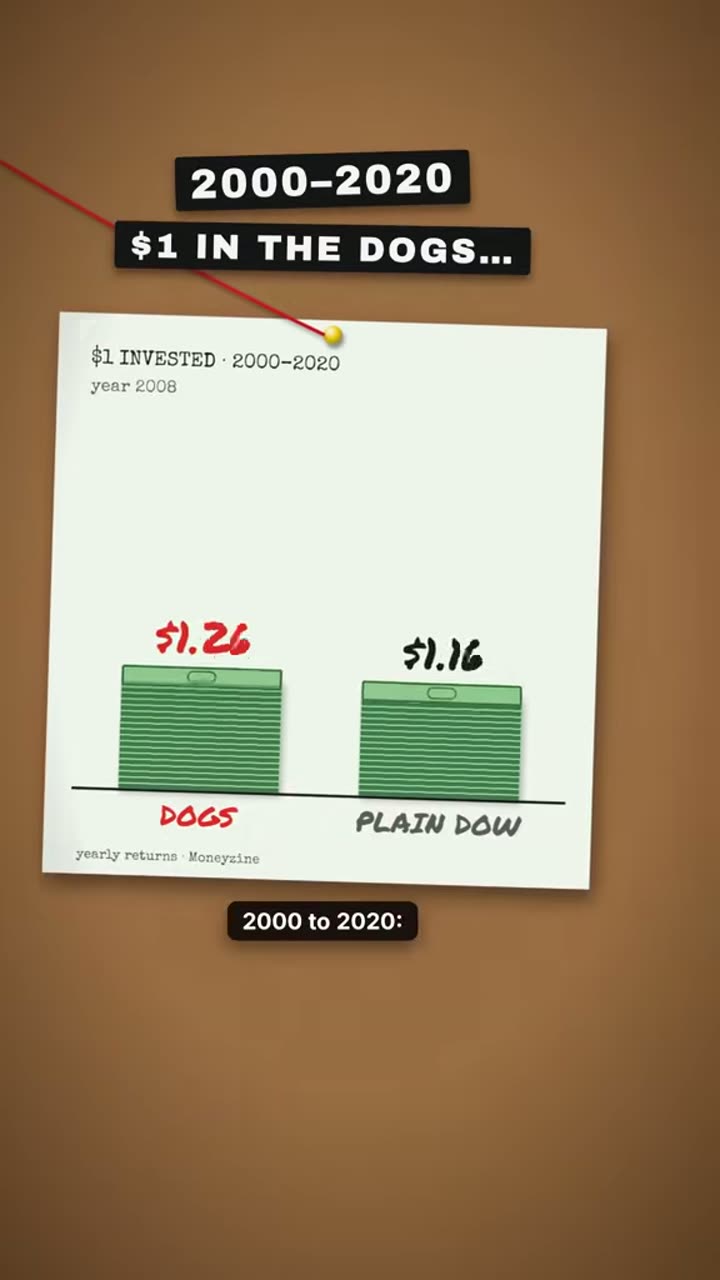 2000–2020
$1 IN THE DOGS...
$1 INVESTED · 2000–2020
year 2008
$1.26
$1.16
DOGS
PLAIN DOW
yearly returns · Moneyzine
2000 to 2020: